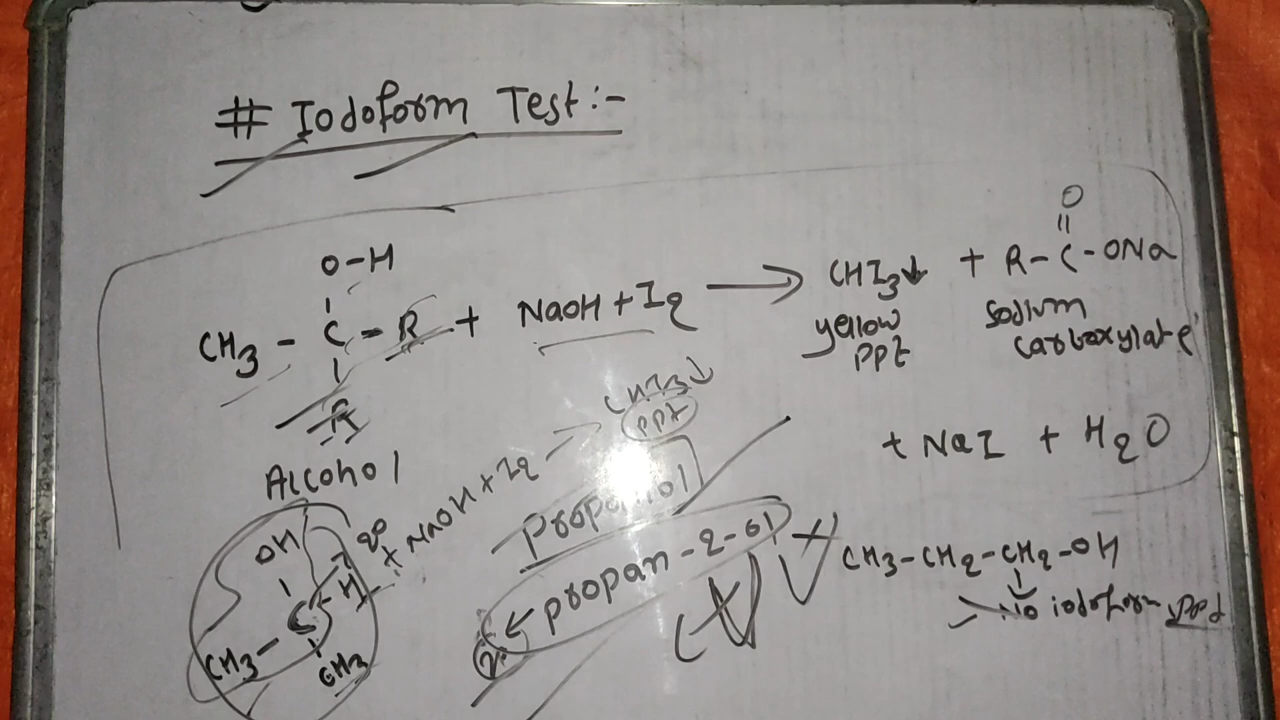 # Iodoform Test:-
O-H
CH3 - C - R + NaOH + I2 → CHI3↓ + R-C-ONa
O
R
yellow ppt
sodium carboxylate
Alcohol
+ NaI + H2O
+ NaOH + I2 → CHI3↓
ppt
OH
2°
CH3 - C - H
CH3
propan-2-ol
CH3-CH2-CH2-OH
No iodoform ppt